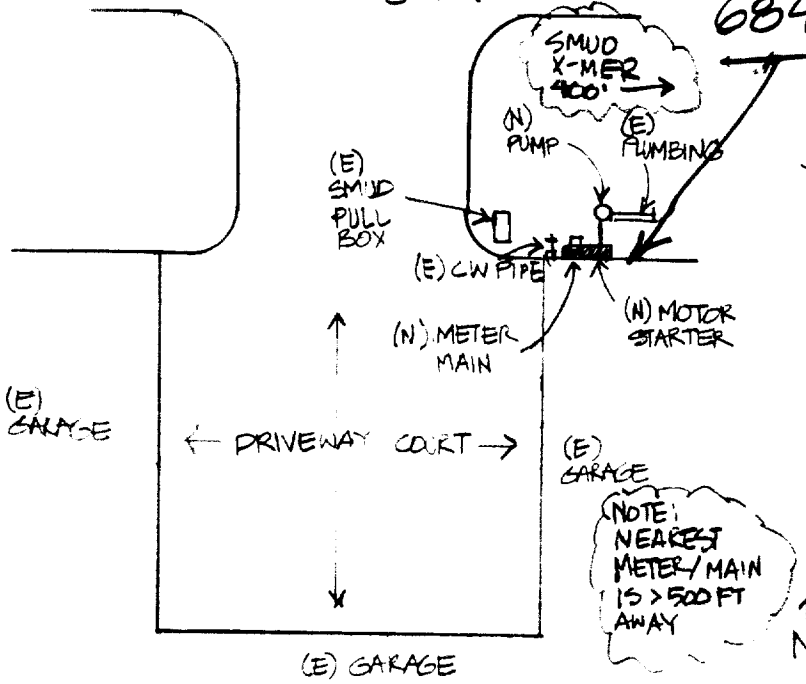 684
SMUD
X-MER
400'
(N)
PUMP
(E)
PLUMBING
(E)
SMUD
PULL
BOX
(E) CW PIPE
(N) METER
MAIN
(N) MOTOR
STARTER
(E)
GARAGE
DRIVEWAY COURT
(E)
GARAGE
NOTE:
NEAREST
METER/MAIN
IS > 500 FT
AWAY
N
(E) GARAGE